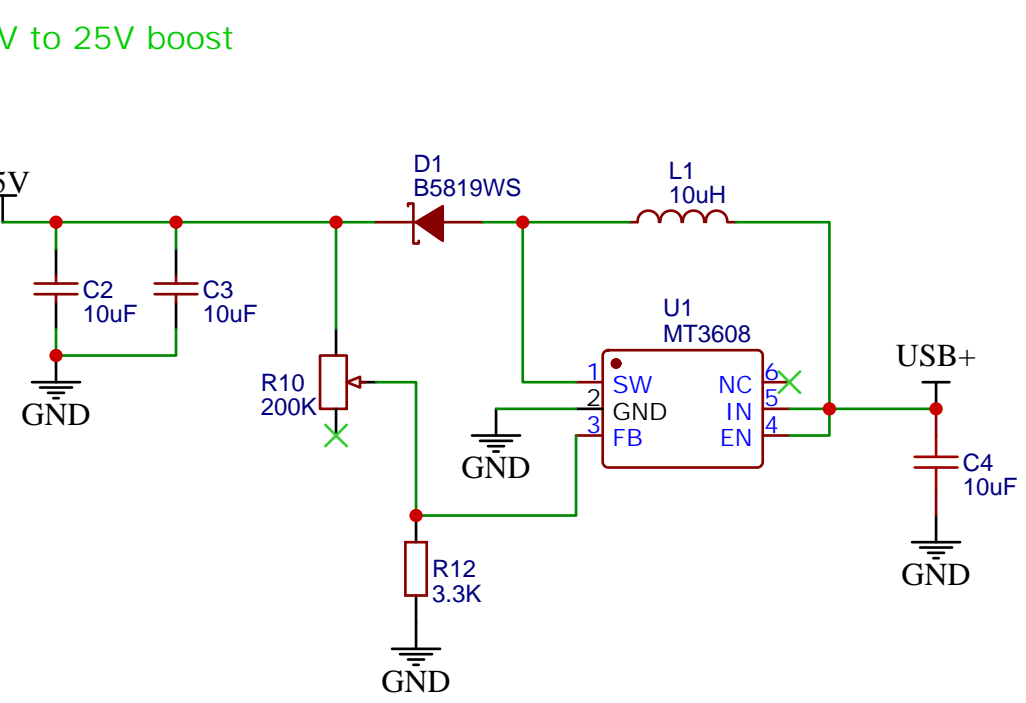 V to 25V boost
5V
D1
B5819WS
L1
10uH
C2
10uF
C3
10uF
U1
MT3608
USB+
R10
200K
1
SW
2
GND
3
FB
NC
6
IN
5
EN
4
GND
GND
C4
10uF
R12
3.3K
GND
GND